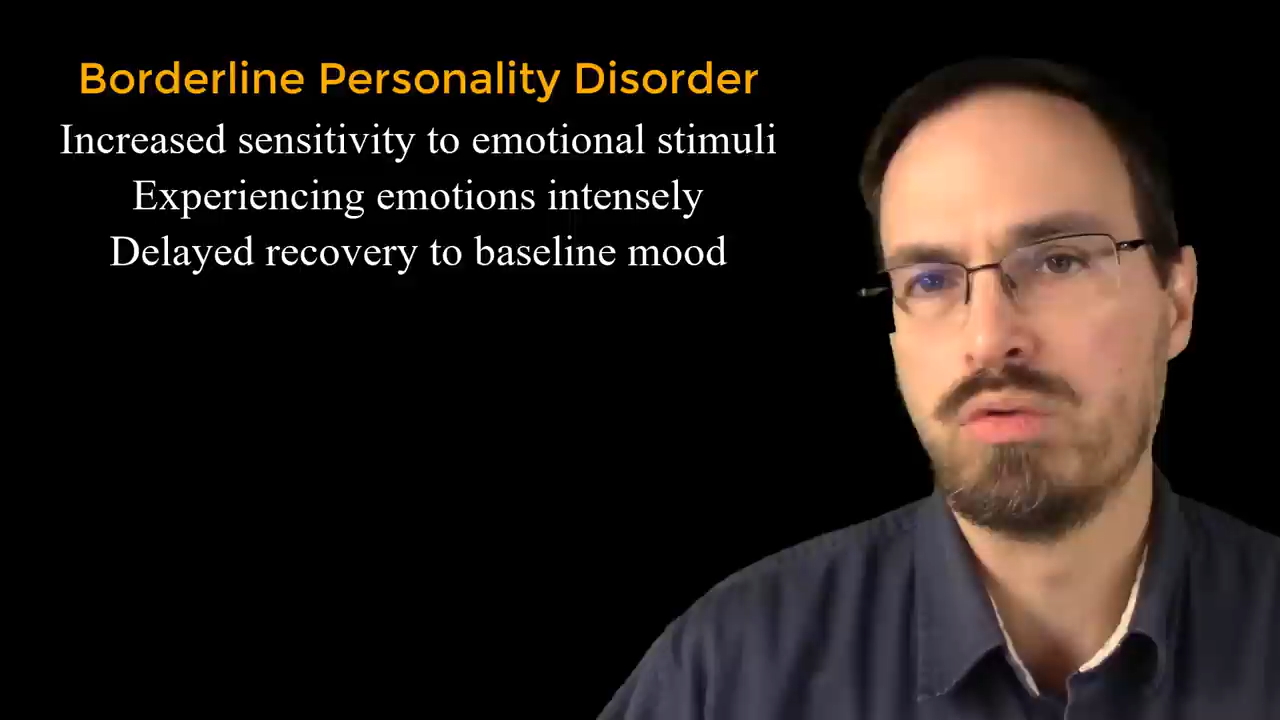 Borderline Personality Disorder
Increased sensitivity to emotional stimuli
Experiencing emotions intensely
Delayed recovery to baseline mood